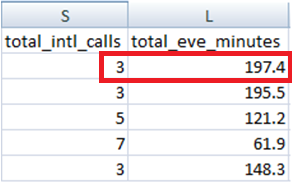 S L
total_intl_calls total_eve_minutes
3 197.4
3 195.5
5 121.2
7 61.9
3 148.3